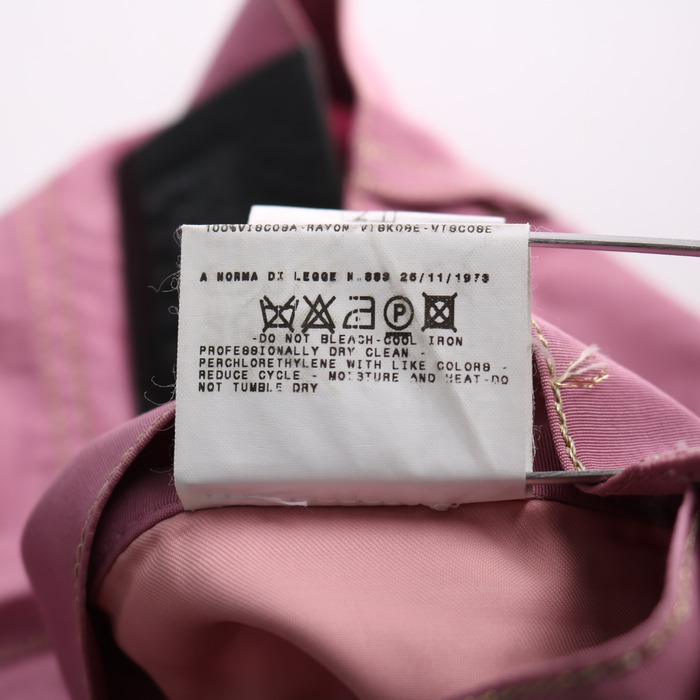 100%VISCOSA-RAYON-VISKOSE-VISCOSE
A NORMA DI LEGGE N.883 26/11/1973
P
-DO NOT BLEACH-COOL IRON
PROFESSIONALLY DRY CLEAN -
PERCHLORETHYLENE WITH LIKE COLORS -
REDUCE CYCLE - MOISTURE AND HEAT-DO
NOT TUMBLE DRY